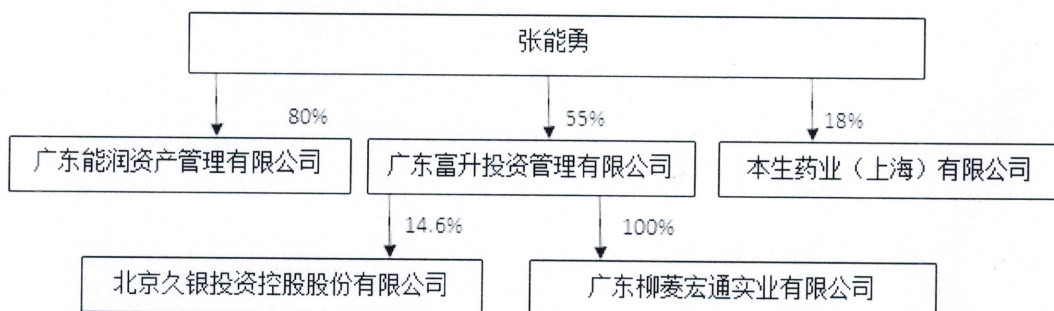 张能勇
80%
55%
18%
广东能润资产管理有限公司
广东富升投资管理有限公司
本生药业（上海）有限公司
14.6%
100%
北京久银投资控股股份有限公司
广东柳菱宏通实业有限公司